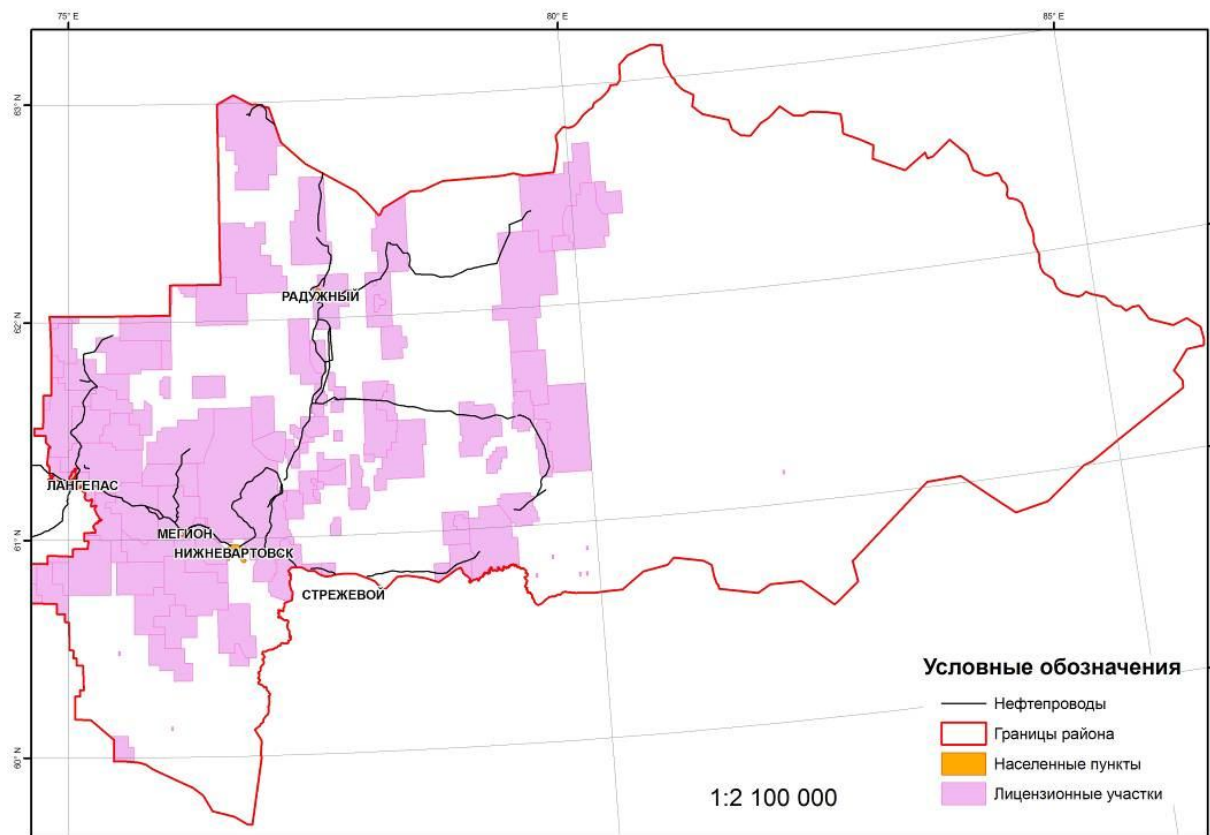 75° E
80° E
85° E
63° N
62° N
61° N
60° N
РАДУЖНЫЙ
ЛАНГЕПАС
МЕГИОН
НИЖНЕВАРТОВСК
СТРЕЖЕВОЙ
Условные обозначения
Нефтепроводы
Границы района
Населенные пункты
Лицензионные участки
1:2 100 000